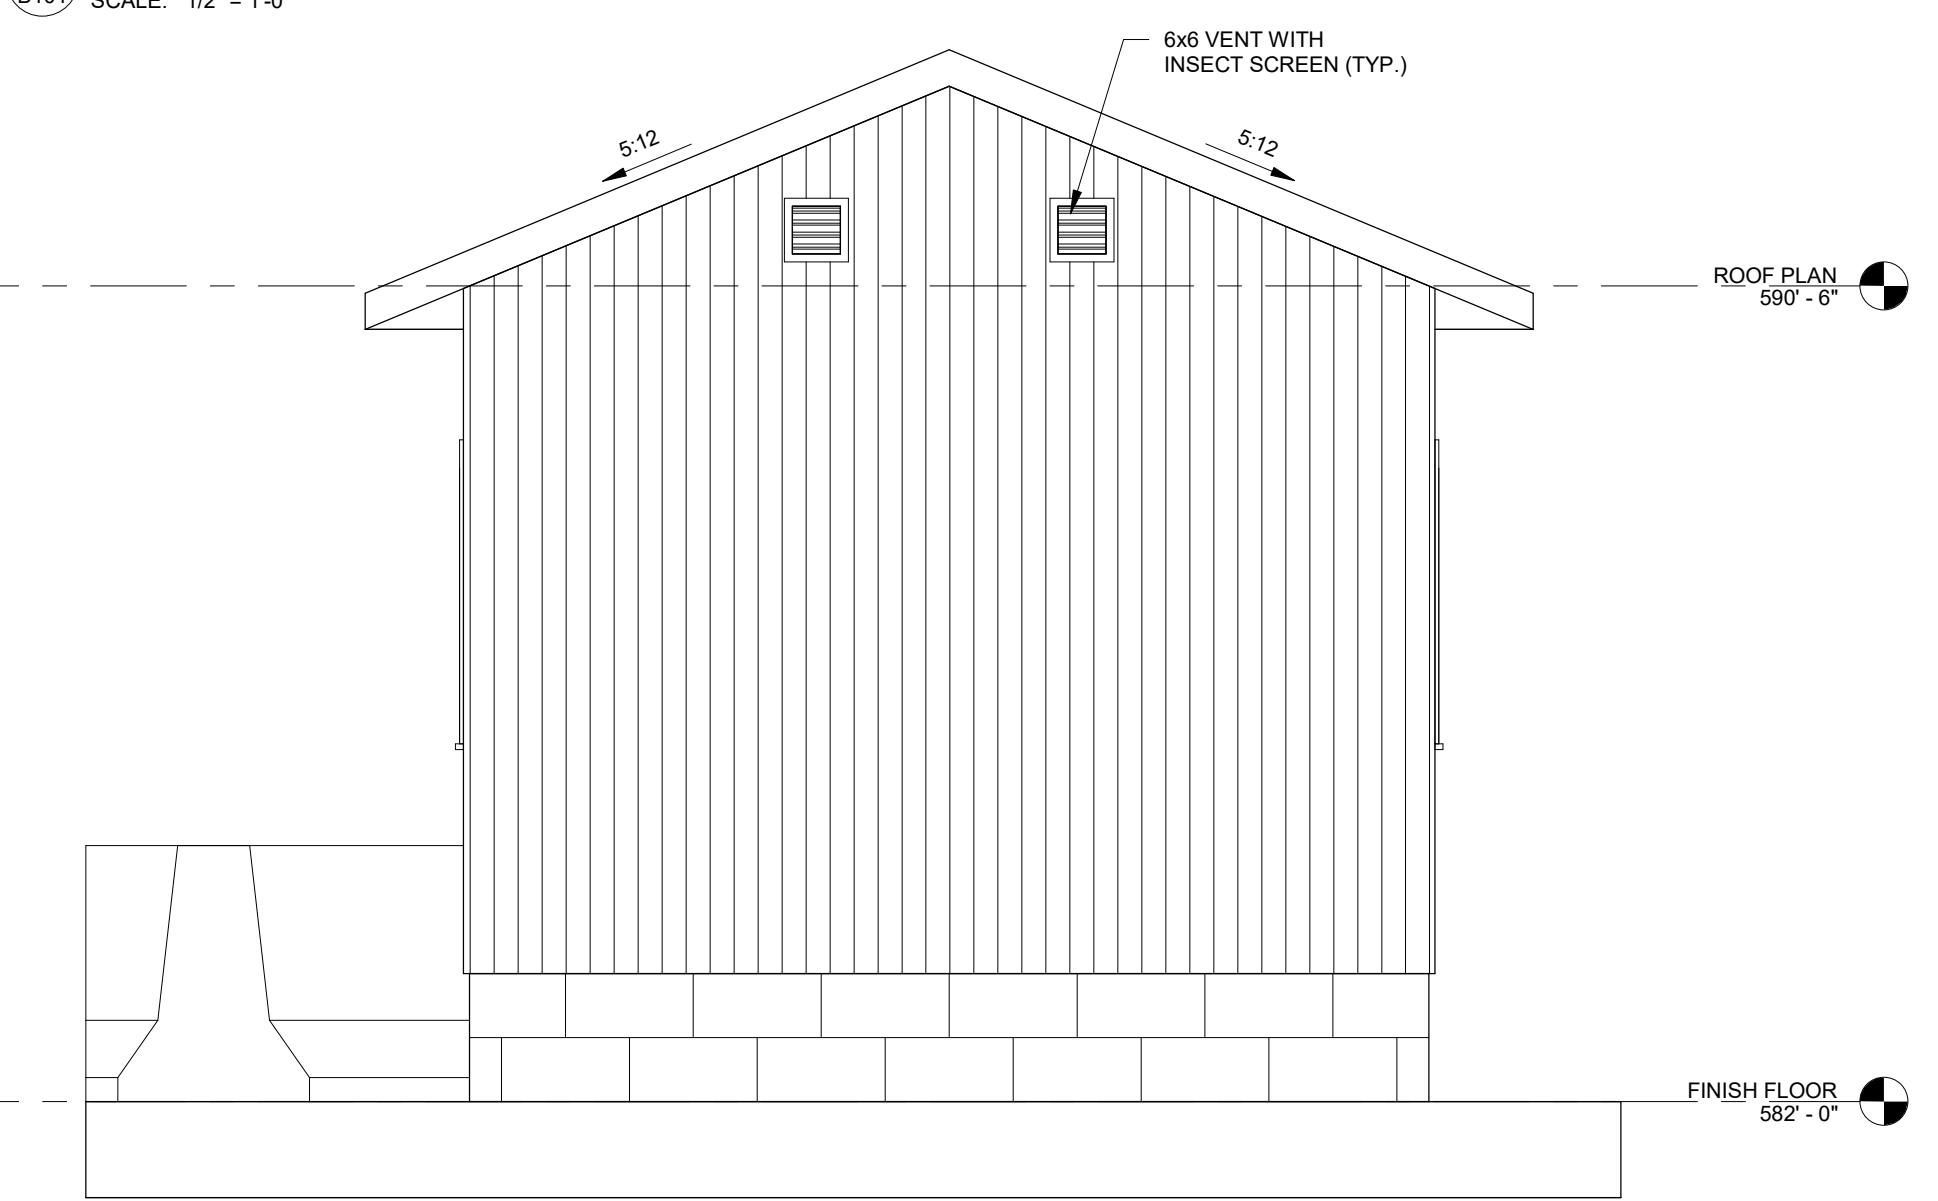 SCALE: 1/2" = 1'-0"
6x6 VENT WITH
INSECT SCREEN (TYP.)
5:12
5:12
ROOF PLAN
590' - 6"
FINISH FLOOR
582' - 0"